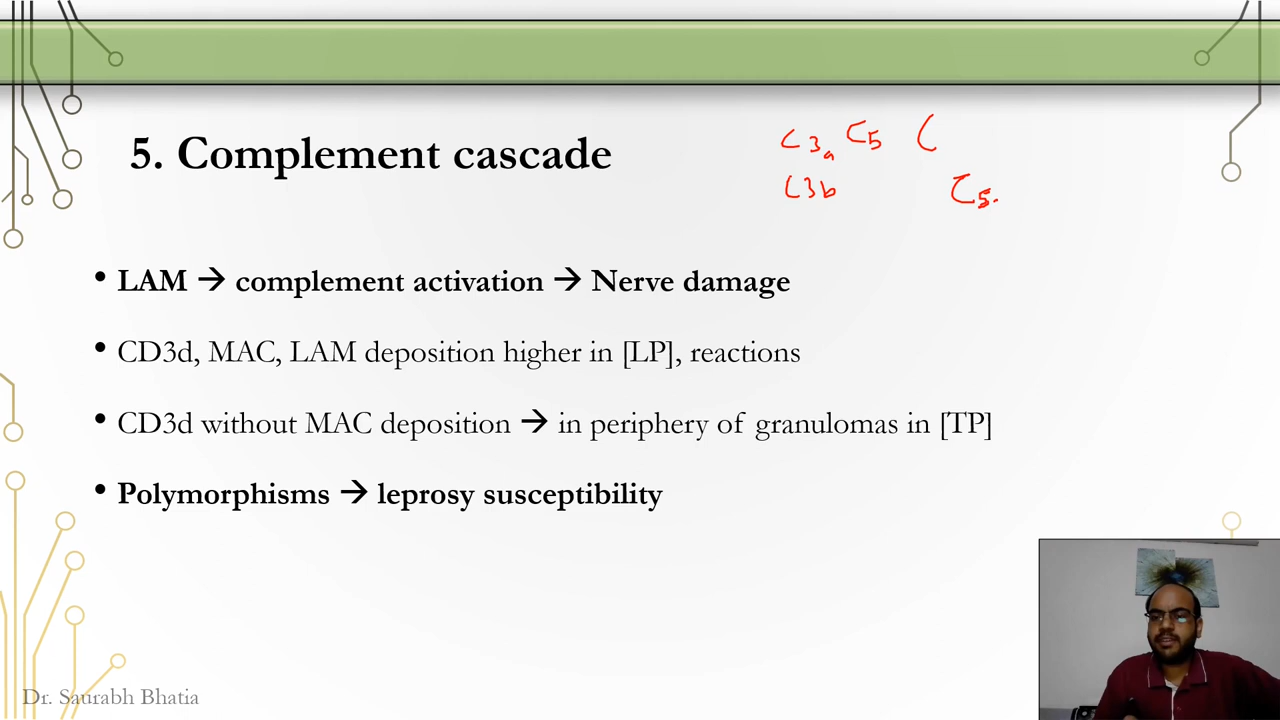 5. Complement cascade
C3a C5 C
C3b C5.
• LAM → complement activation → Nerve damage
• CD3d, MAC, LAM deposition higher in [LP], reactions
• CD3d without MAC deposition → in periphery of granulomas in [TP]
• Polymorphisms → leprosy susceptibility
Dr. Saurabh Bhatia